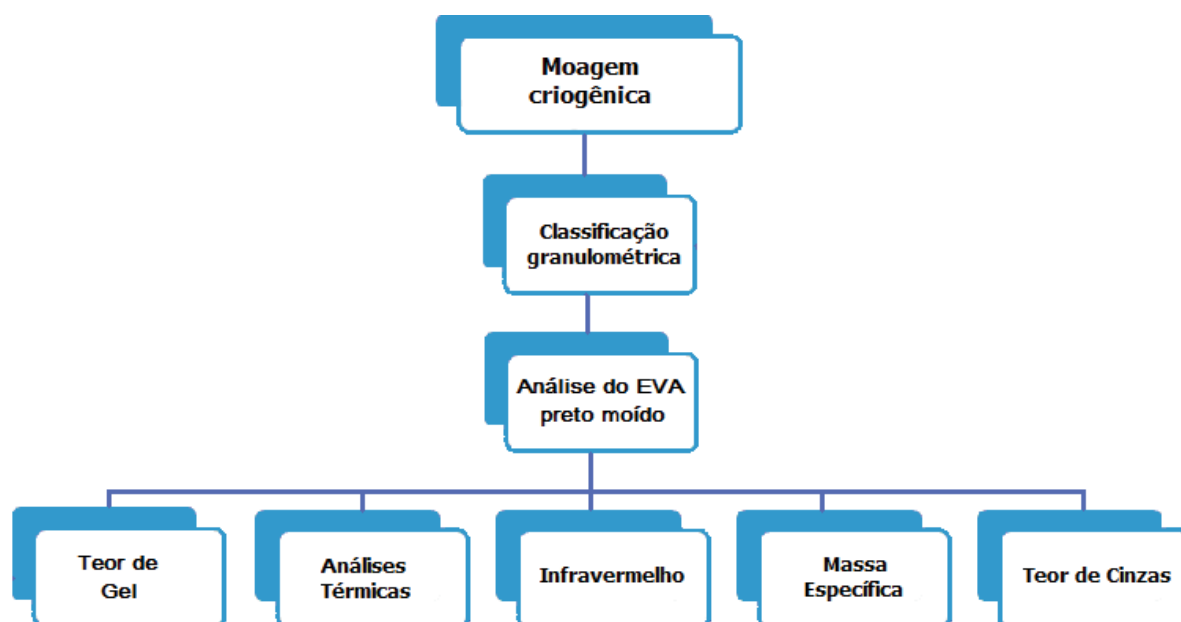 Moagem
criogênica
Classificação
granulométrica
Análise do EVA
preto moído
Teor de
Gel
Análises
Térmicas
Infravermelho
Massa
Específica
Teor de Cinzas